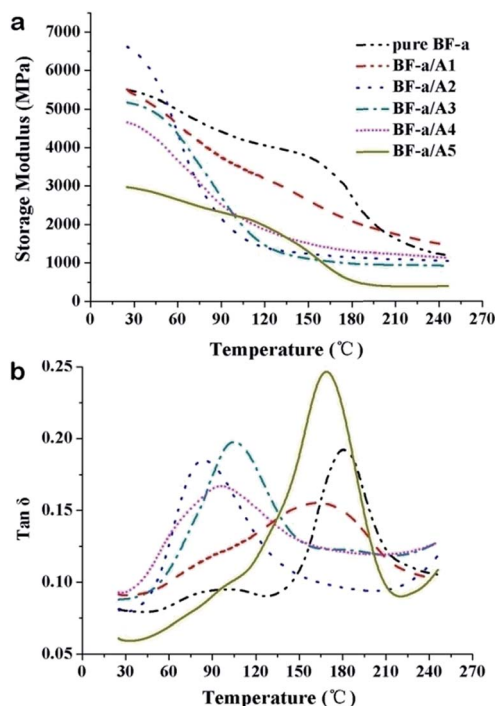 a
7000
6000
5000
4000
3000
2000
1000
0
Storage Modulus (MPa)
pure BF-a
BF-a/A1
BF-a/A2
BF-a/A3
BF-a/A4
BF-a/A5
0 30 60 90 120 150 180 210 240 270
Temperature (℃)
b
0.25
0.20
0.15
0.10
0.05
Tan δ
0 30 60 90 120 150 180 210 240 270
Temperature (℃)